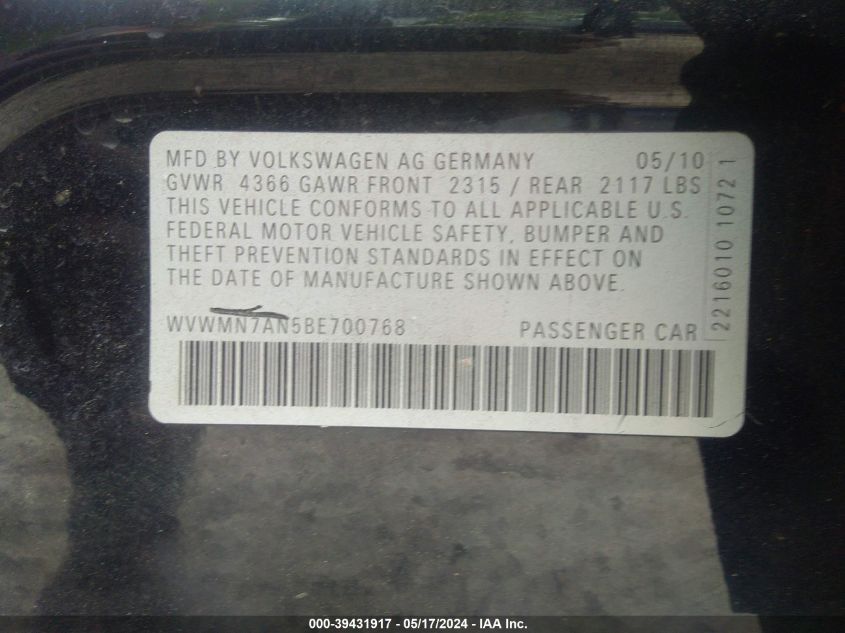 MFD BY VOLKSWAGEN AG GERMANY 05/10
GVWR 4366 GAWR FRONT 2315 / REAR 2117 LBS
THIS VEHICLE CONFORMS TO ALL APPLICABLE U.S.
FEDERAL MOTOR VEHICLE SAFETY, BUMPER AND
THEFT PREVENTION STANDARDS IN EFFECT ON
THE DATE OF MANUFACTURE SHOWN ABOVE.
WVWMN7AN5BE700768 PASSENGER CAR
2216010 1072 1
000-39431917 - 05/17/2024 - IAA Inc.